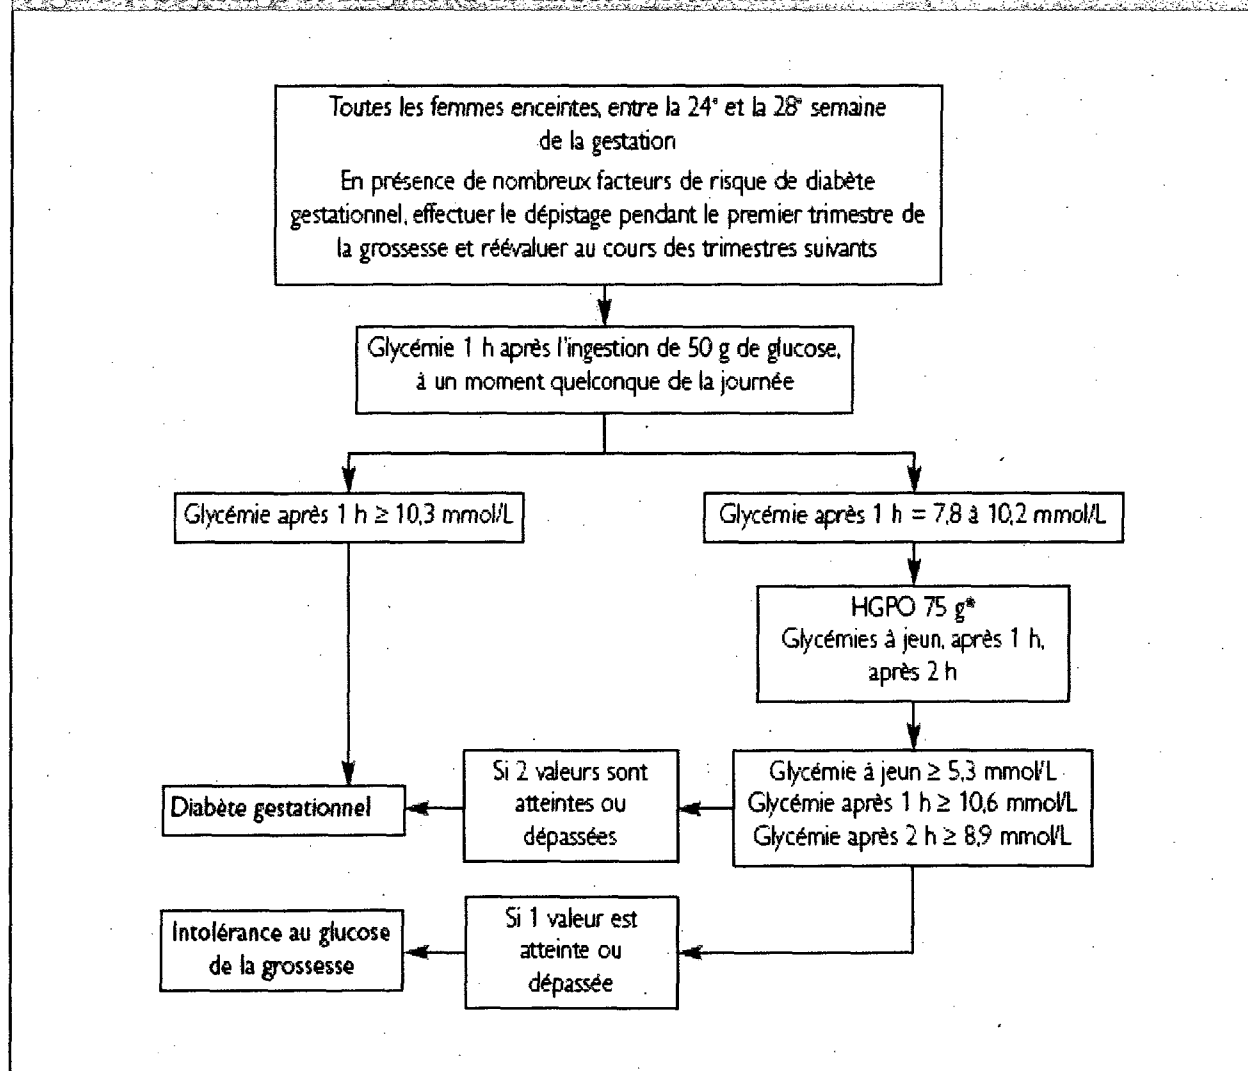 Toutes les femmes enceintes, entre la 24e et la 28e semaine
de la gestation
En présence de nombreux facteurs de risque de diabète
gestationnel, effectuer le dépistage pendant le premier trimestre de
la grossesse et réévaluer au cours des trimestres suivants
Glycémie 1 h après l'ingestion de 50 g de glucose,
à un moment quelconque de la journée
Glycémie après 1 h ≥ 10,3 mmol/L
Glycémie après 1 h = 7,8 à 10,2 mmol/L
HGPO 75 g*
Glycémies à jeun, après 1 h,
après 2 h
Glycémie à jeun ≥ 5,3 mmol/L
Glycémie après 1 h ≥ 10,6 mmol/L
Glycémie après 2 h ≥ 8,9 mmol/L
Si 2 valeurs sont
atteintes ou
dépassées
Diabète gestationnel
Si 1 valeur est
atteinte ou
dépassée
Intolérance au glucose
de la grossesse